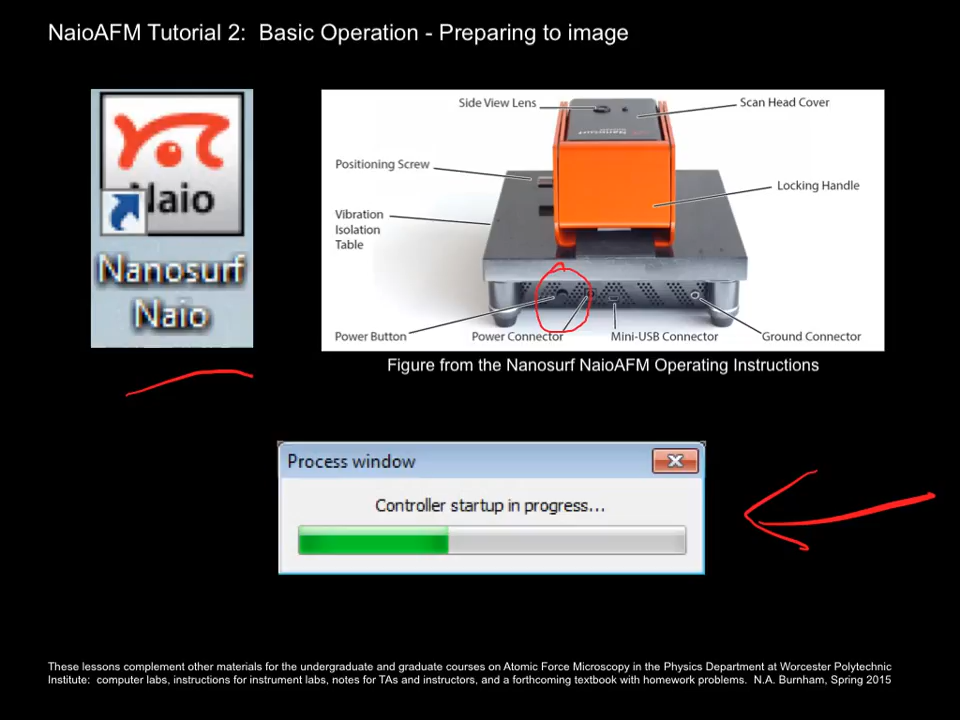 NaioAFM Tutorial 2: Basic Operation - Preparing to image
Naio
Nanosurf
Naio
Side View Lens
Scan Head Cover
Positioning Screw
Locking Handle
Vibration
Isolation
Table
Nanosurf
Power Button
Power Connector
Mini-USB Connector
Ground Connector
Figure from the Nanosurf NaioAFM Operating Instructions
Process window
Controller startup in progress...
These lessons complement other materials for the undergraduate and graduate courses on Atomic Force Microscopy in the Physics Department at Worcester Polytechnic
Institute: computer labs, instructions for instrument labs, notes for TAs and instructors, and a forthcoming textbook with homework problems. N.A. Burnham, Spring 2015